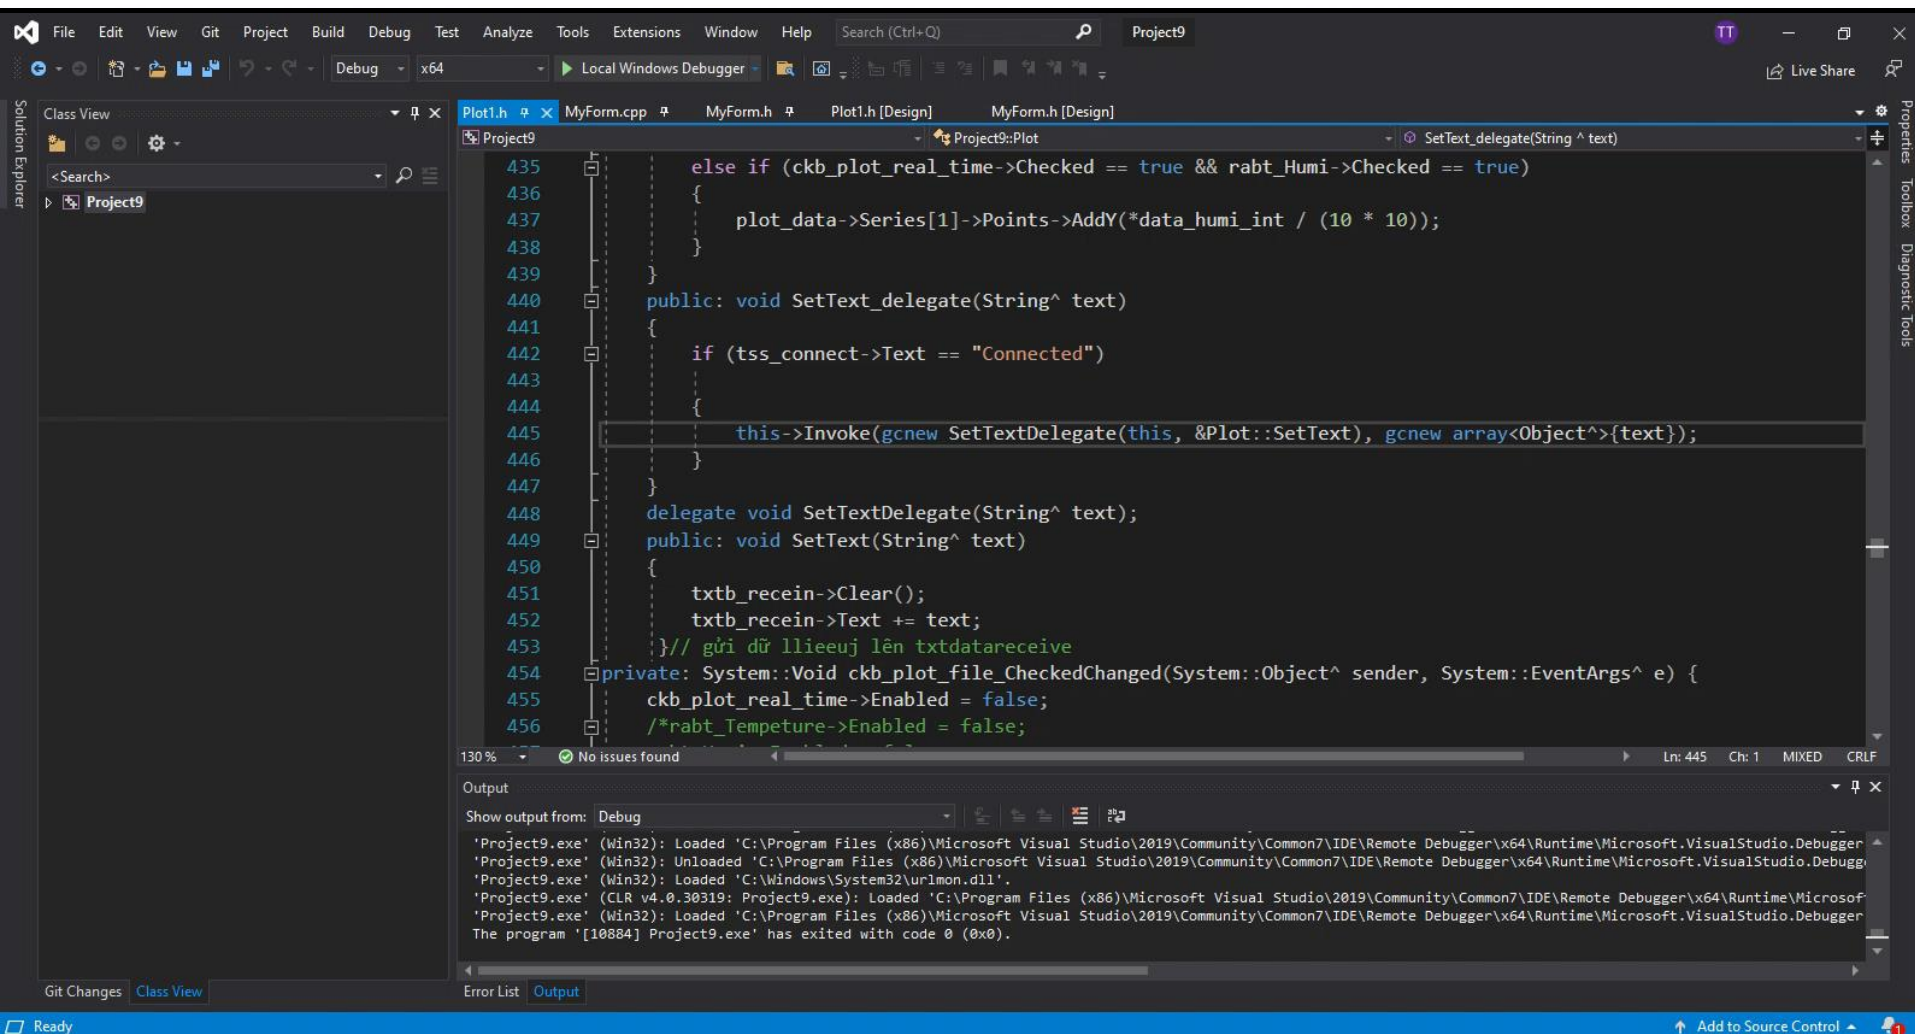 File Edit View Git Project Build Debug Test Analyze Tools Extensions Window Help Search (Ctrl+Q) Project9 TT
Debug x64 Local Windows Debugger Live Share
Solution Explorer
Class View
<Search>
Project9
Git Changes Class View
Plot1.h MyForm.cpp MyForm.h Plot1.h [Design] MyForm.h [Design]
Project9 Project9::Plot SetText_delegate(String ^ text)
435 else if (ckb_plot_real_time->Checked == true && rabt_Humi->Checked == true)
436 {
437 plot_data->Series[1]->Points->AddY(*data_humi_int / (10 * 10));
438 }
439 }
440 public: void SetText_delegate(String^ text)
441 {
442 if (tss_connect->Text == "Connected")
443
444 {
445 this->Invoke(gcnew SetTextDelegate(this, &Plot::SetText), gcnew array<Object^>{text});
446 }
447 }
448 delegate void SetTextDelegate(String^ text);
449 public: void SetText(String^ text)
450 {
451 txtb_recein->Clear();
452 txtb_recein->Text += text;
453 }// gửi dữ llieeuj lên txtdatareceive
454 private: System::Void ckb_plot_file_CheckedChanged(System::Object^ sender, System::EventArgs^ e) {
455 ckb_plot_real_time->Enabled = false;
456 /*rabt_Tempeture->Enabled = false;
130 % No issues found Ln: 445 Ch: 1 MIXED CRLF
Output
Show output from: Debug
'Project9.exe' (Win32): Loaded 'C:\Program Files (x86)\Microsoft Visual Studio\2019\Community\Common7\IDE\Remote Debugger\x64\Runtime\Microsoft.VisualStudio.Debugger
'Project9.exe' (Win32): Unloaded 'C:\Program Files (x86)\Microsoft Visual Studio\2019\Community\Common7\IDE\Remote Debugger\x64\Runtime\Microsoft.VisualStudio.Debugg
'Project9.exe' (Win32): Loaded 'C:\Windows\System32\urlmon.dll'.
'Project9.exe' (CLR v4.0.30319: Project9.exe): Loaded 'C:\Program Files (x86)\Microsoft Visual Studio\2019\Community\Common7\IDE\Remote Debugger\x64\Runtime\Microsof
'Project9.exe' (Win32): Loaded 'C:\Program Files (x86)\Microsoft Visual Studio\2019\Community\Common7\IDE\Remote Debugger\x64\Runtime\Microsoft.VisualStudio.Debugger
The program '[10884] Project9.exe' has exited with code 0 (0x0).
Error List Output
Properties Toolbox Diagnostic Tools
Ready Add to Source Control 1